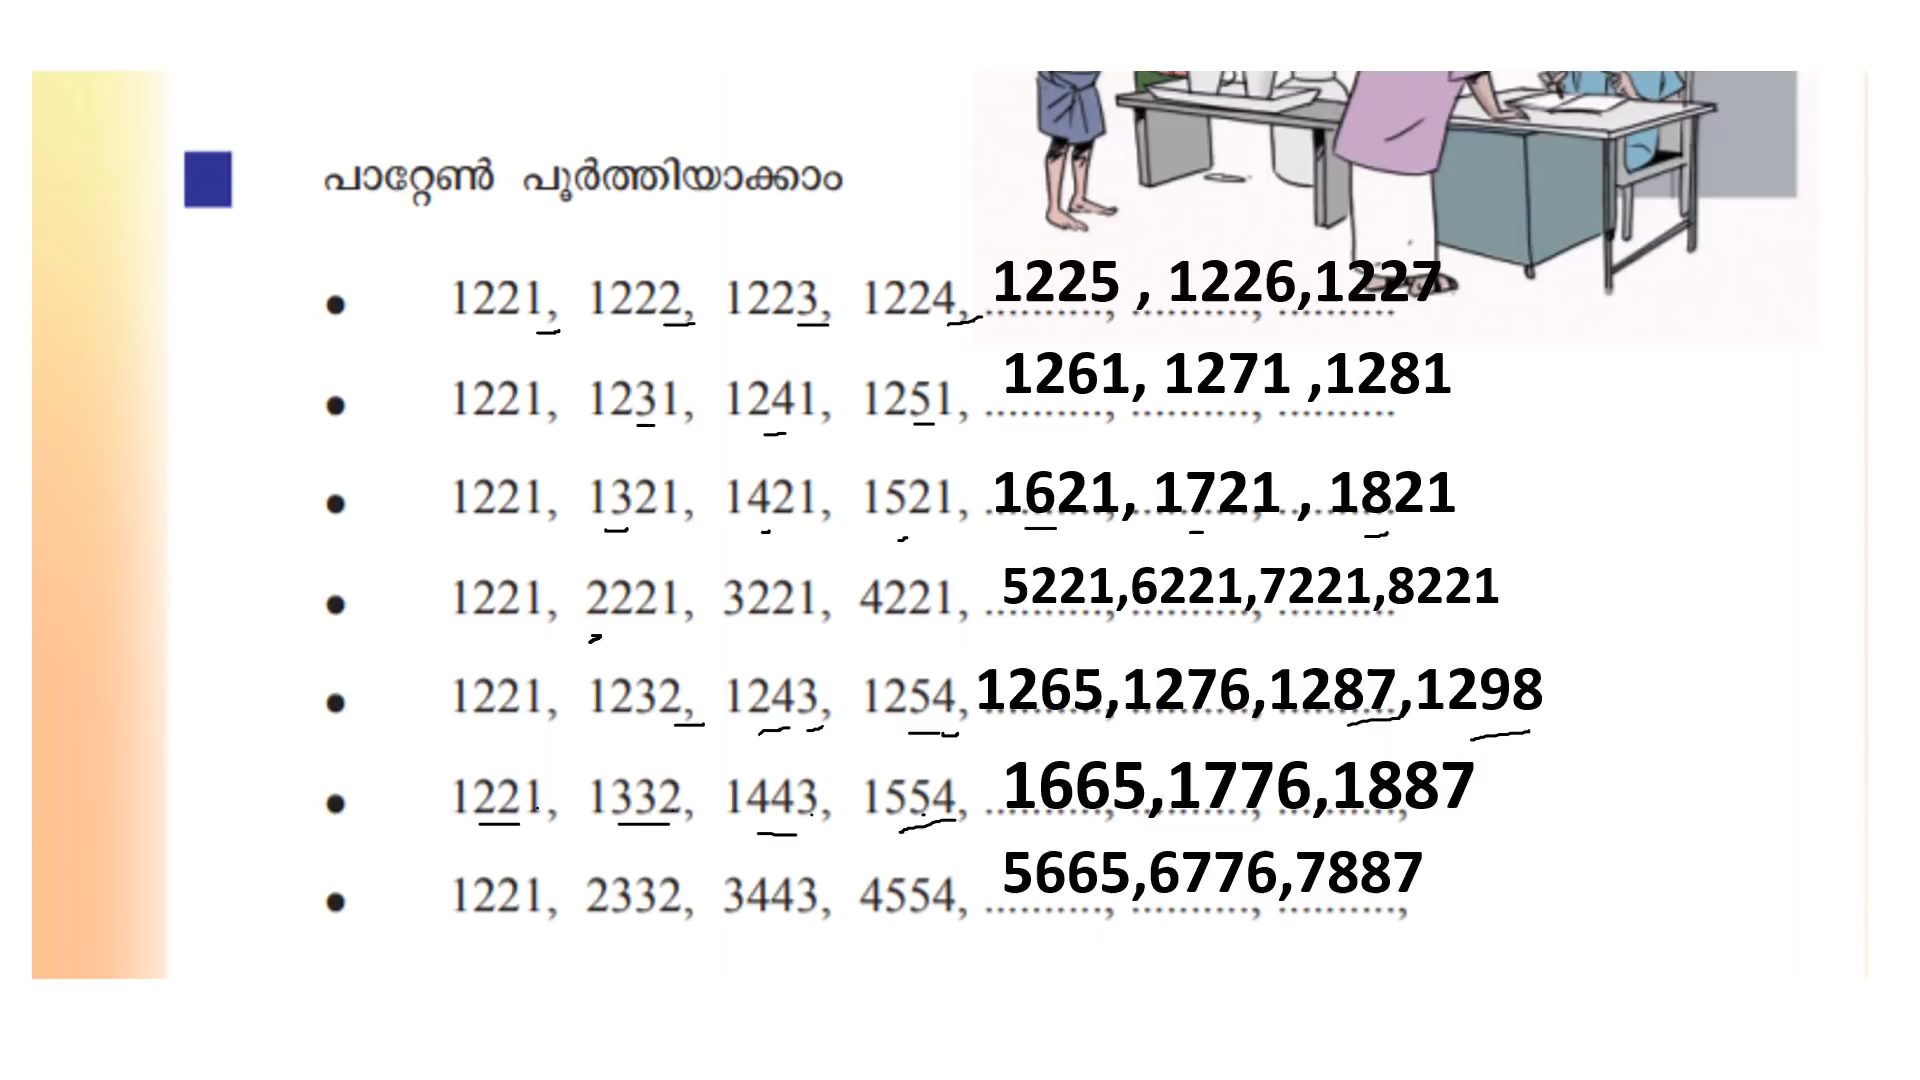 പാറ്റേൺ പൂർത്തിയാക്കാം
● 1221, 1222, 1223, 1224, 1225 , 1226,1227
● 1221, 1231, 1241, 1251, 1261, 1271 ,1281
● 1221, 1321, 1421, 1521, 1621, 1721 , 1821
● 1221, 2221, 3221, 4221, 5221,6221,7221,8221
● 1221, 1232, 1243, 1254, 1265,1276,1287,1298
● 1221, 1332, 1443, 1554, 1665,1776,1887
● 1221, 2332, 3443, 4554, 5665,6776,7887